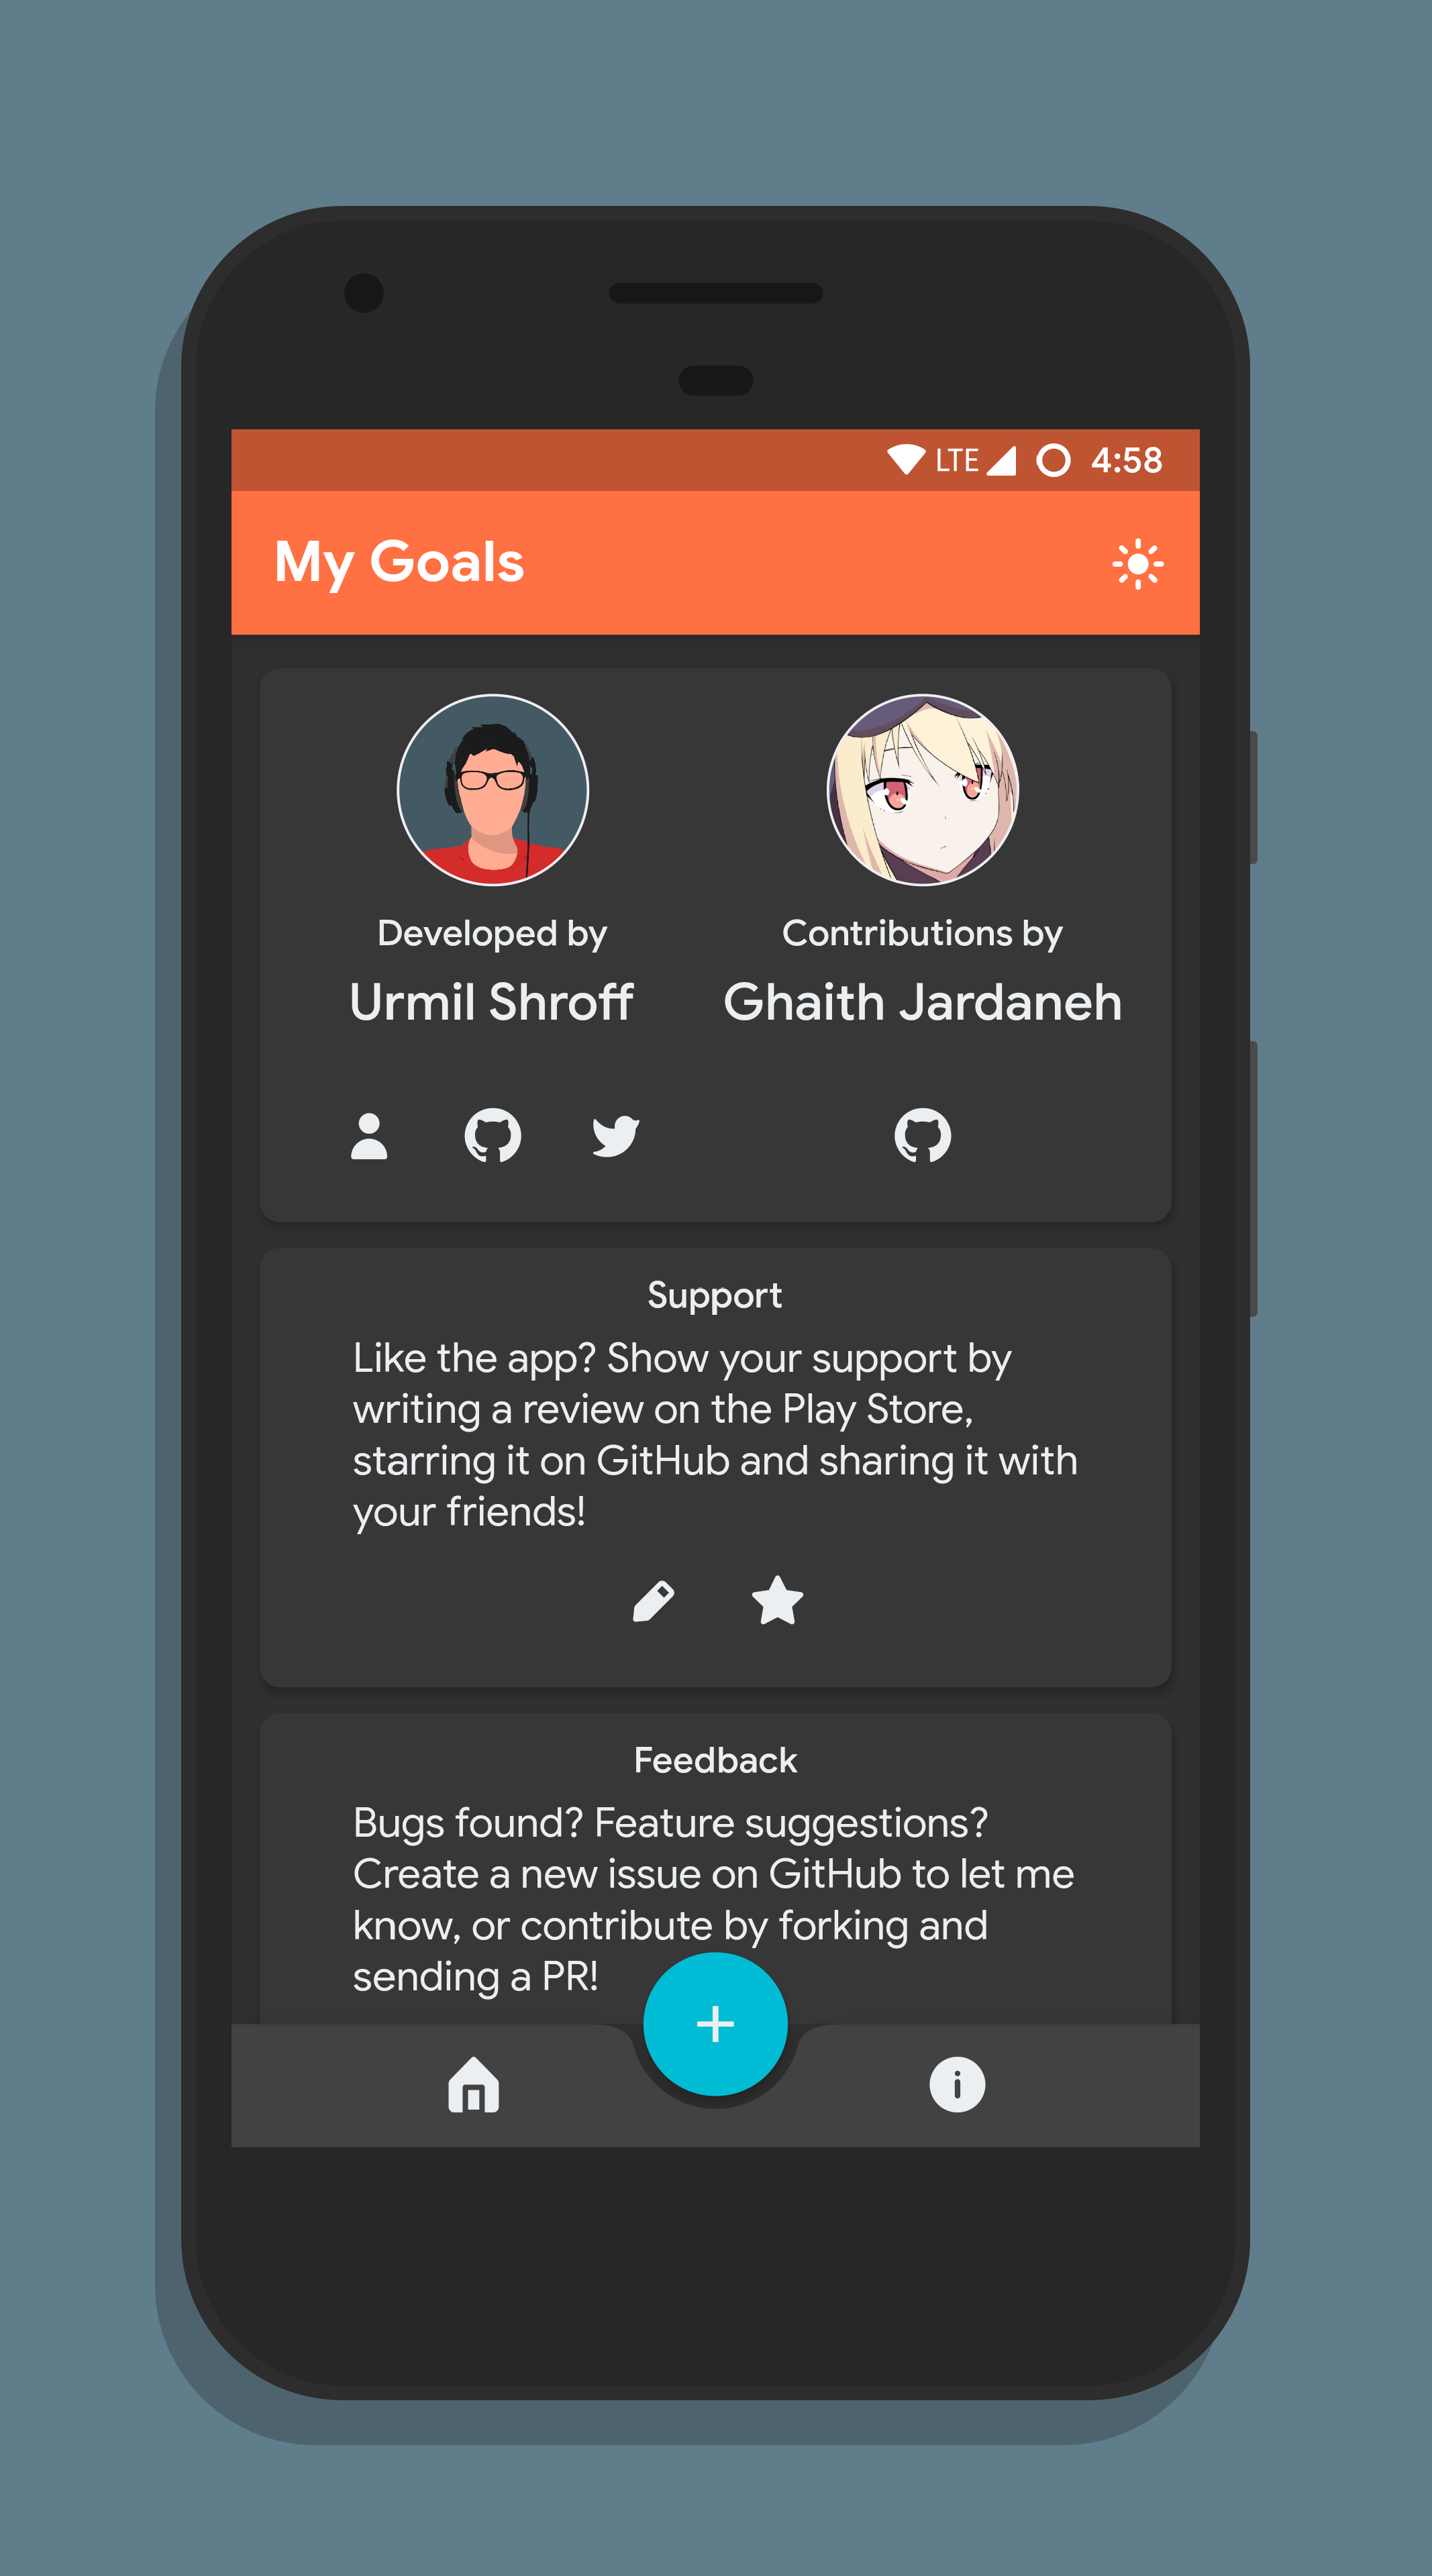 LTE 4:58
My Goals
Developed by
Urmil Shroff
Contributions by
Ghaith Jardaneh
Support
Like the app? Show your support by
writing a review on the Play Store,
starring it on GitHub and sharing it with
your friends!
Feedback
Bugs found? Feature suggestions?
Create a new issue on GitHub to let me
know, or contribute by forking and
sending a PR!